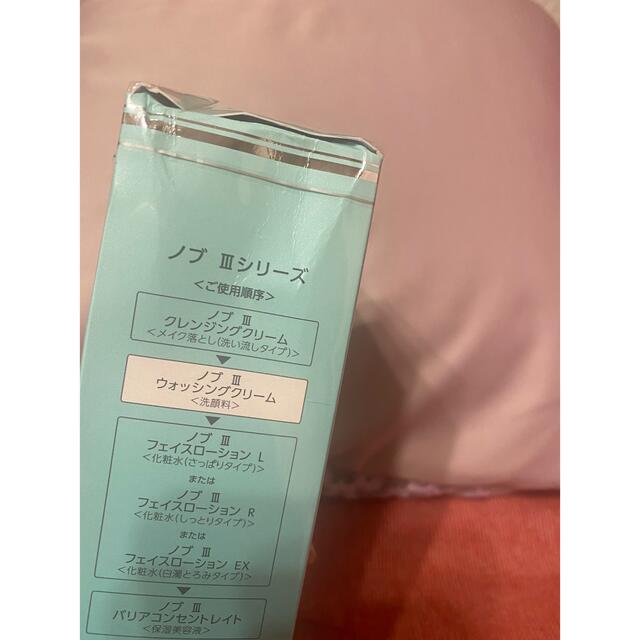 ノブ Ⅲシリーズ
<ご使用順序>
ノブ Ⅲ
クレンジングクリーム
<メイク落とし(洗い流しタイプ)>
ノブ Ⅲ
ウォッシングクリーム
<洗顔料>
ノブ Ⅲ
フェイスローション L
<化粧水(さっぱりタイプ)>
または
ノブ Ⅲ
フェイスローション R
<化粧水(しっとりタイプ)>
または
ノブ Ⅲ
フェイスローション EX
<化粧水(白濁とろみタイプ)>
ノブ Ⅲ
バリアコンセントレイト
<保湿美容液>